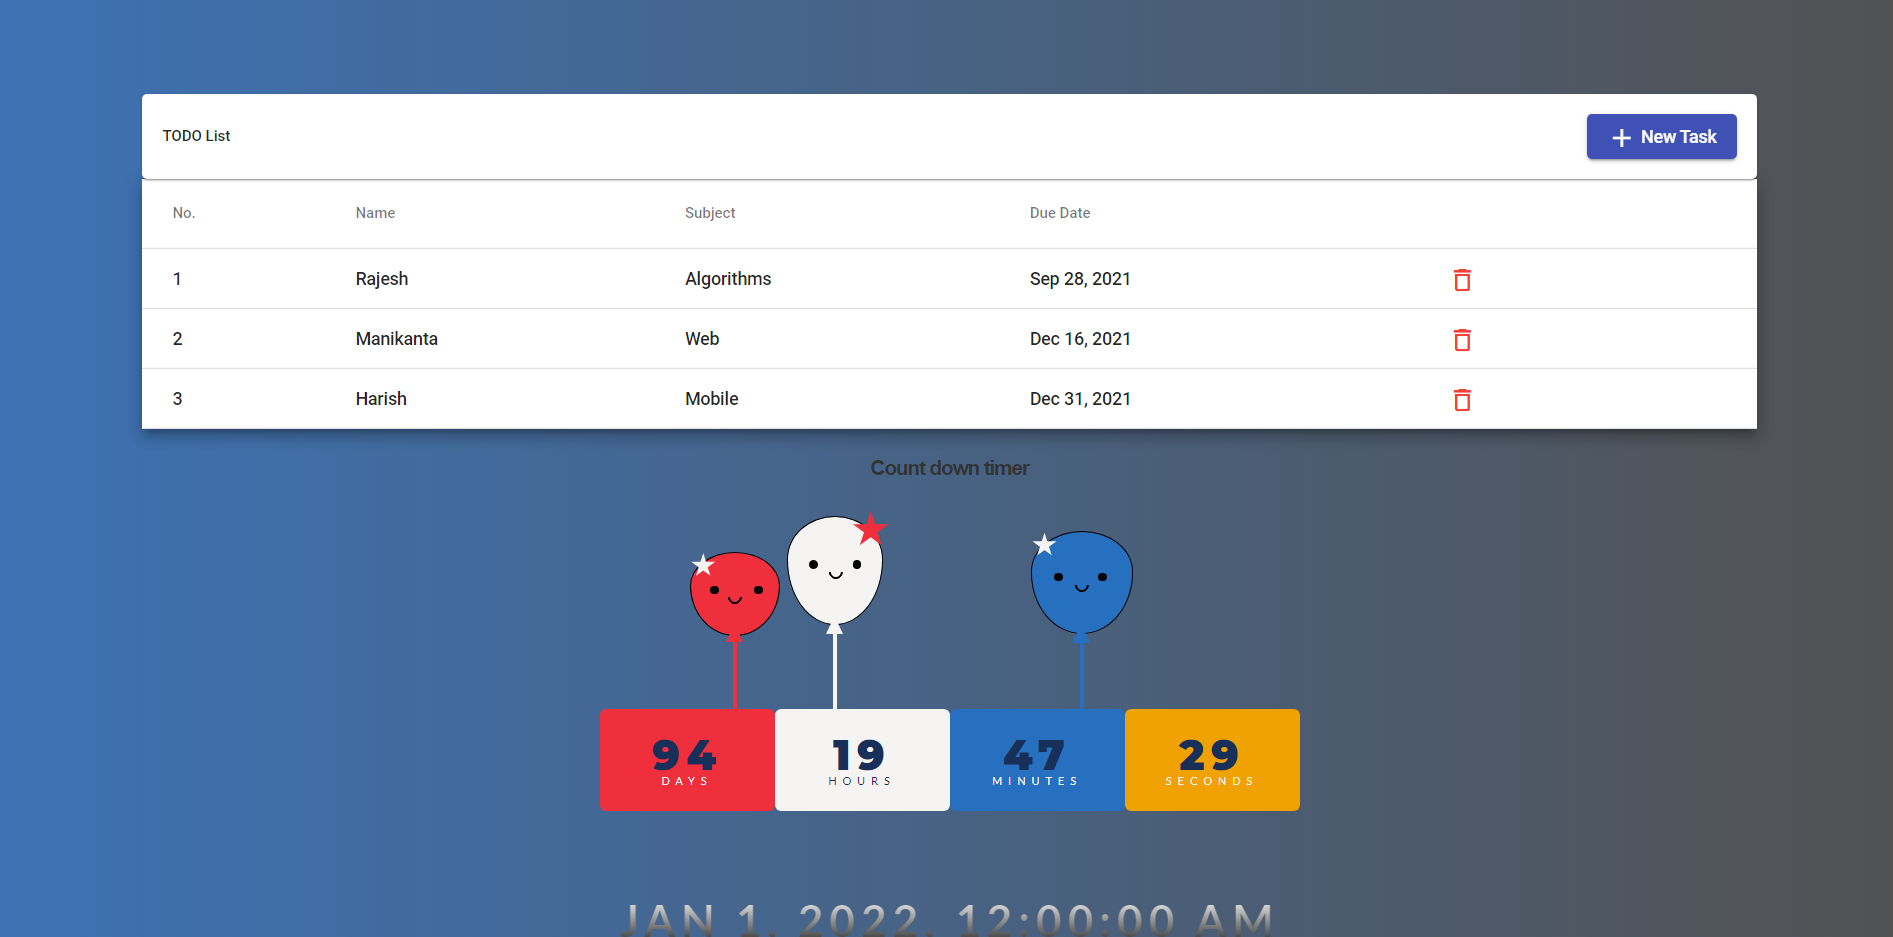 TODO List
New Task
No. Name Subject Due Date
1 Rajesh Algorithms Sep 28, 2021
2 Manikanta Web Dec 16, 2021
3 Harish Mobile Dec 31, 2021
Count down timer
94 19 47 29
DAYS HOURS MINUTES SECONDS
JAN 1, 2022, 12:00:00 AM